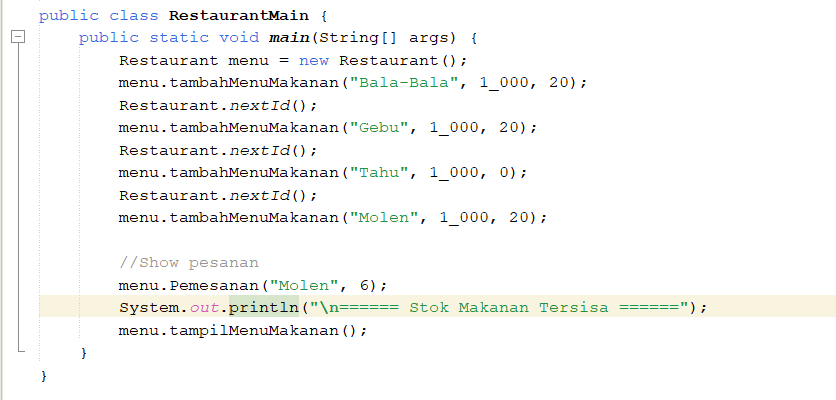 public class RestaurantMain {
    public static void main(String[] args) {
        Restaurant menu = new Restaurant();
        menu.tambahMenuMakanan("Bala-Bala", 1_000, 20);
        Restaurant.nextId();
        menu.tambahMenuMakanan("Gebu", 1_000, 20);
        Restaurant.nextId();
        menu.tambahMenuMakanan("Tahu", 1_000, 0);
        Restaurant.nextId();
        menu.tambahMenuMakanan("Molen", 1_000, 20);

        //Show pesanan
        menu.Pemesanan("Molen", 6);
        System.out.println("\n====== Stok Makanan Tersisa ======");
        menu.tampilMenuMakanan();
    }
}